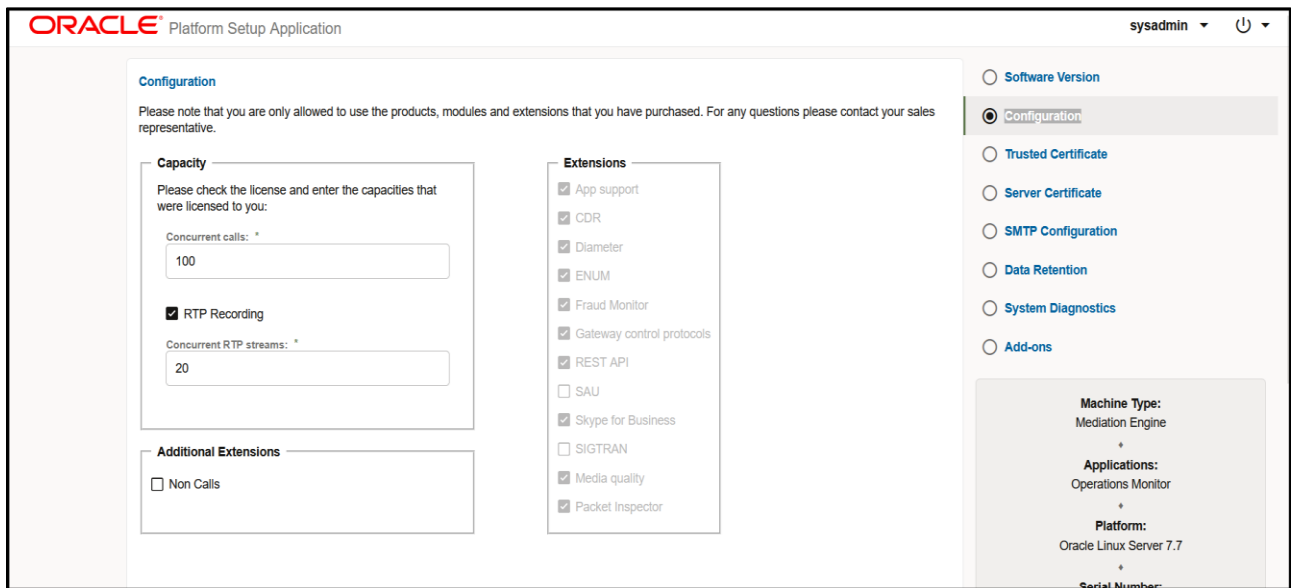 ORACLE® Platform Setup Application
sysadmin
Configuration
Please note that you are only allowed to use the products, modules and extensions that you have purchased. For any questions please contact your sales
representative.
Capacity
Please check the license and enter the capacities that
were licensed to you:
Concurrent calls: *
100
RTP Recording
Concurrent RTP streams: *
20
Additional Extensions
Non Calls
Extensions
App support
CDR
Diameter
ENUM
Fraud Monitor
Gateway control protocols
REST API
SAU
Skype for Business
SIGTRAN
Media quality
Packet Inspector
Software Version
Configuration
Trusted Certificate
Server Certificate
SMTP Configuration
Data Retention
System Diagnostics
Add-ons
Machine Type:
Mediation Engine
Applications:
Operations Monitor
Platform:
Oracle Linux Server 7.7
Serial Number: